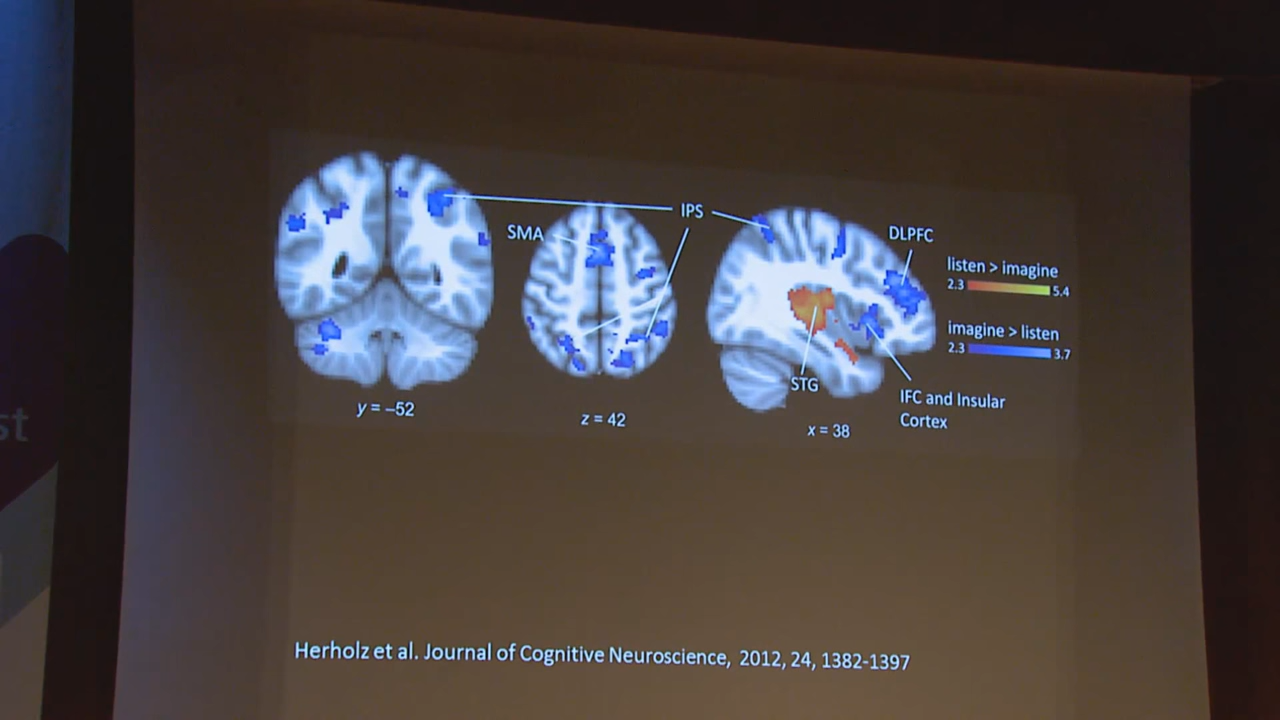 IPS
SMA
DLPFC
listen > imagine
2.3 5.4
imagine > listen
2.3 3.7
STG
IFC and Insular
Cortex
y = –52
z = 42
x = 38
st
Herholz et al. Journal of Cognitive Neuroscience, 2012, 24, 1382-1397